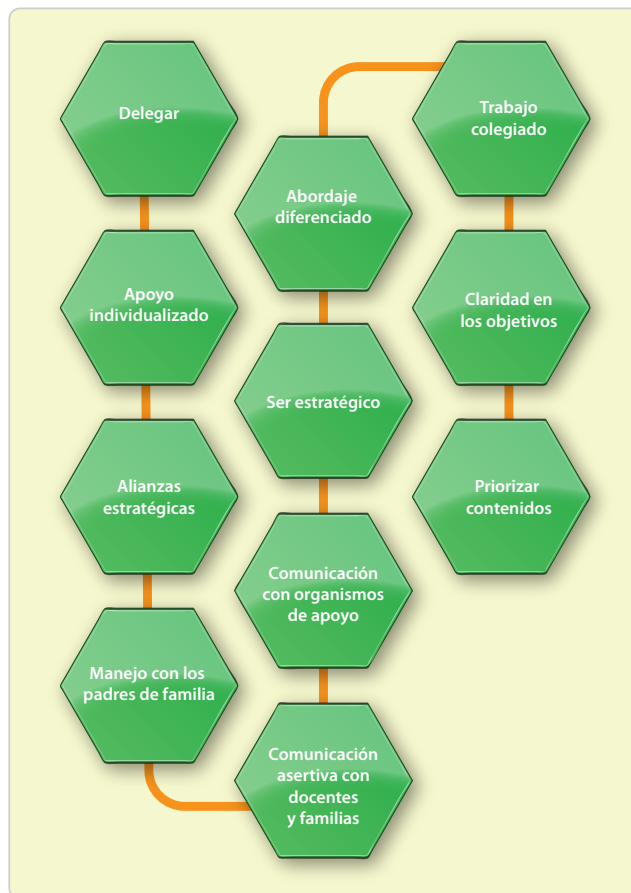 Delegar
Apoyo
individualizado
Alianzas
estratégicas
Manejo con los
padres de familia
Comunicación
asertiva con
docentes
y familias
Comunicación
con organismos
de apoyo
Ser estratégico
Abordaje
diferenciado
Trabajo
colegiado
Claridad en
los objetivos
Priorizar
contenidos